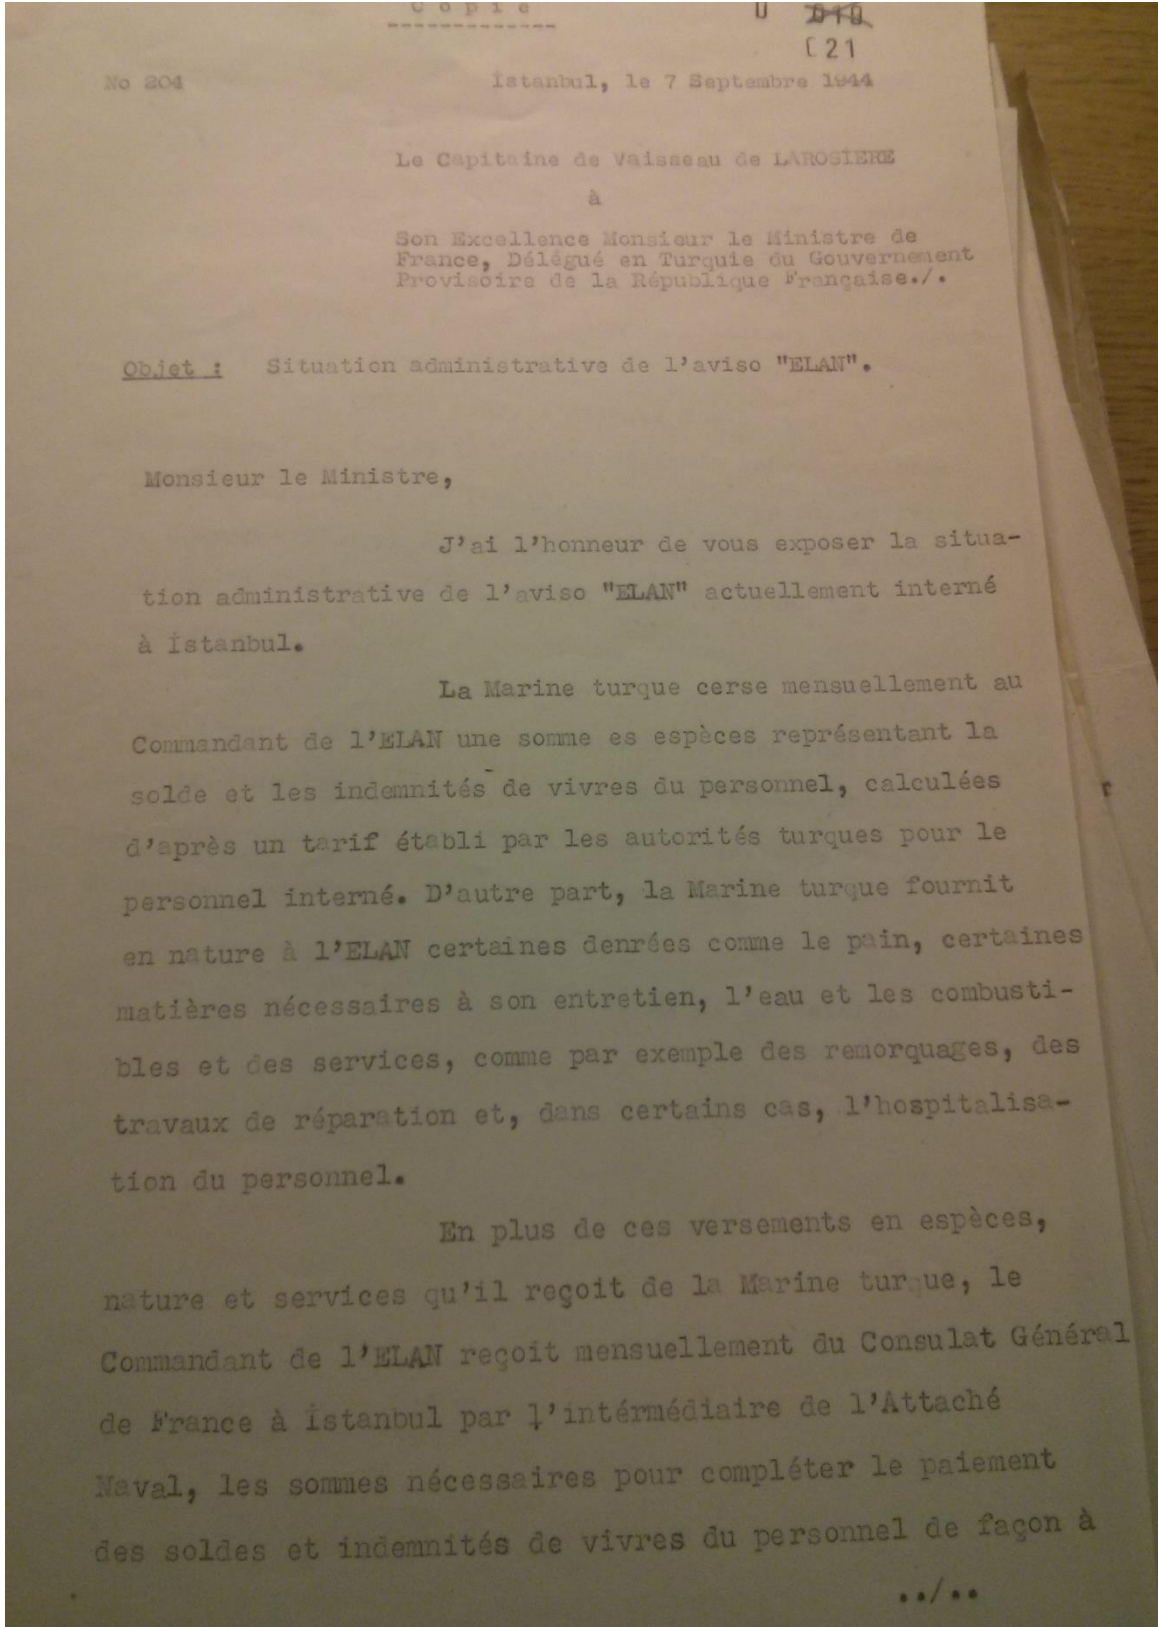 Copie
U 010
C21
No 204 İstanbul, le 7 Septembre 1944
Le Capitaine de Vaisseau de LAROSIERE
à
Son Excellence Monsieur le Ministre de
France, Délégué en Turquie du Gouvernement
Provisoire de la République Française./.
Objet : Situation administrative de l'aviso "ELAN".
Monsieur le Ministre,
J'ai l'honneur de vous exposer la situa-
tion administrative de l'aviso "ELAN" actuellement interné
à İstanbul.
La Marine turque cerse mensuellement au
Commandant de l'ELAN une somme es espèces représentant la
solde et les indemnités de vivres du personnel, calculées
d'après un tarif établi par les autorités turques pour le
personnel interné. D'autre part, la Marine turque fournit
en nature à l'ELAN certaines denrées comme le pain, certaines
matières nécessaires à son entretien, l'eau et les combusti-
bles et des services, comme par exemple des remorquages, des
travaux de réparation et, dans certains cas, l'hospitalisa-
tion du personnel.
En plus de ces versements en espèces,
nature et services qu'il reçoit de la Marine turque, le
Commandant de l'ELAN reçoit mensuellement du Consulat Général
de France à İstanbul par l'intérmédiaire de l'Attaché
Naval, les sommes nécessaires pour compléter le paiement
des soldes et indemnités de vivres du personnel de façon à
../..